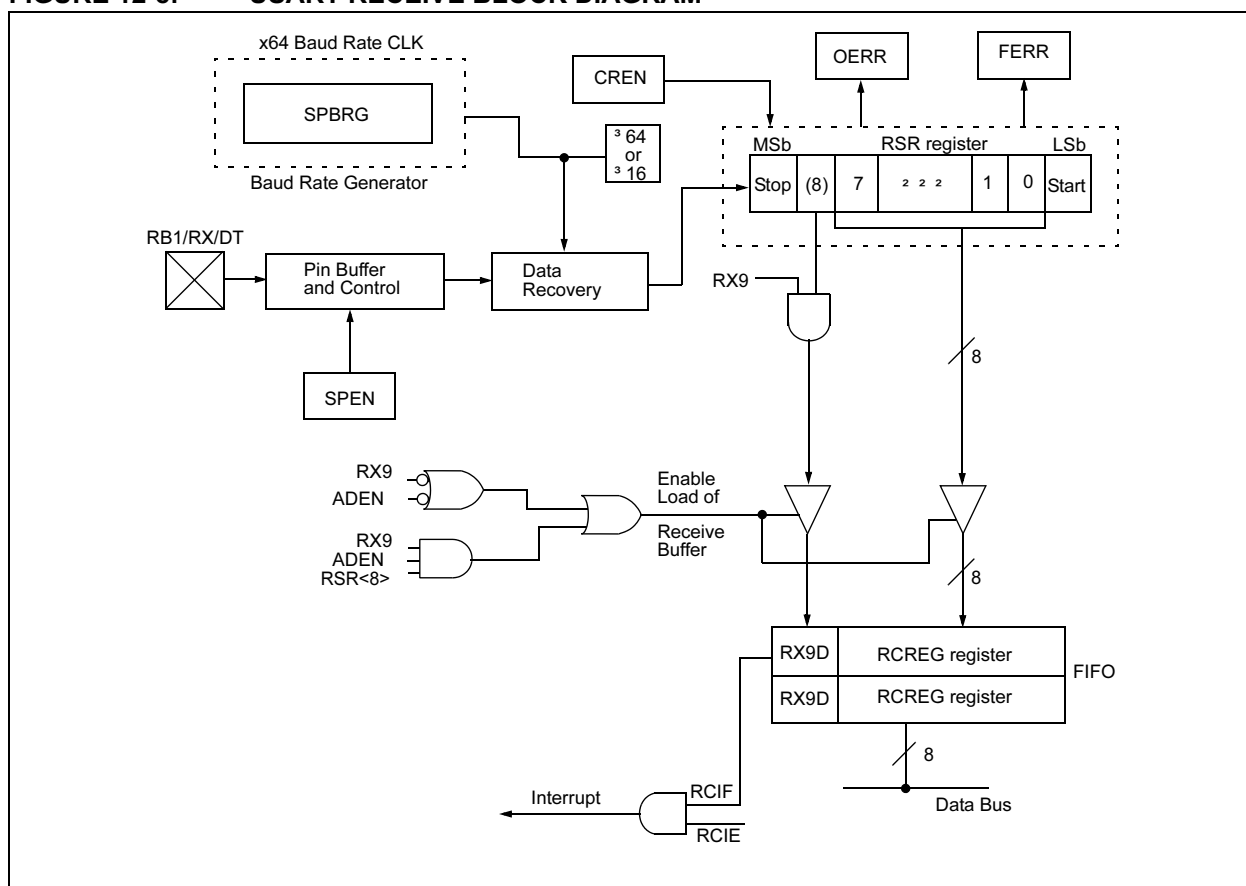 x64 Baud Rate CLK
SPBRG
Baud Rate Generator
CREN
OERR
FERR
³ 64
or
³ 16
MSb
RSR register
LSb
Stop
(8)
7
² ² ²
1
0
Start
RB1/RX/DT
Pin Buffer
and Control
Data
Recovery
RX9
8
SPEN
RX9
ADEN
Enable
Load of
Receive
Buffer
RX9
ADEN
RSR<8>
8
RX9D
RCREG register
RX9D
RCREG register
FIFO
8
Data Bus
Interrupt
RCIF
RCIE